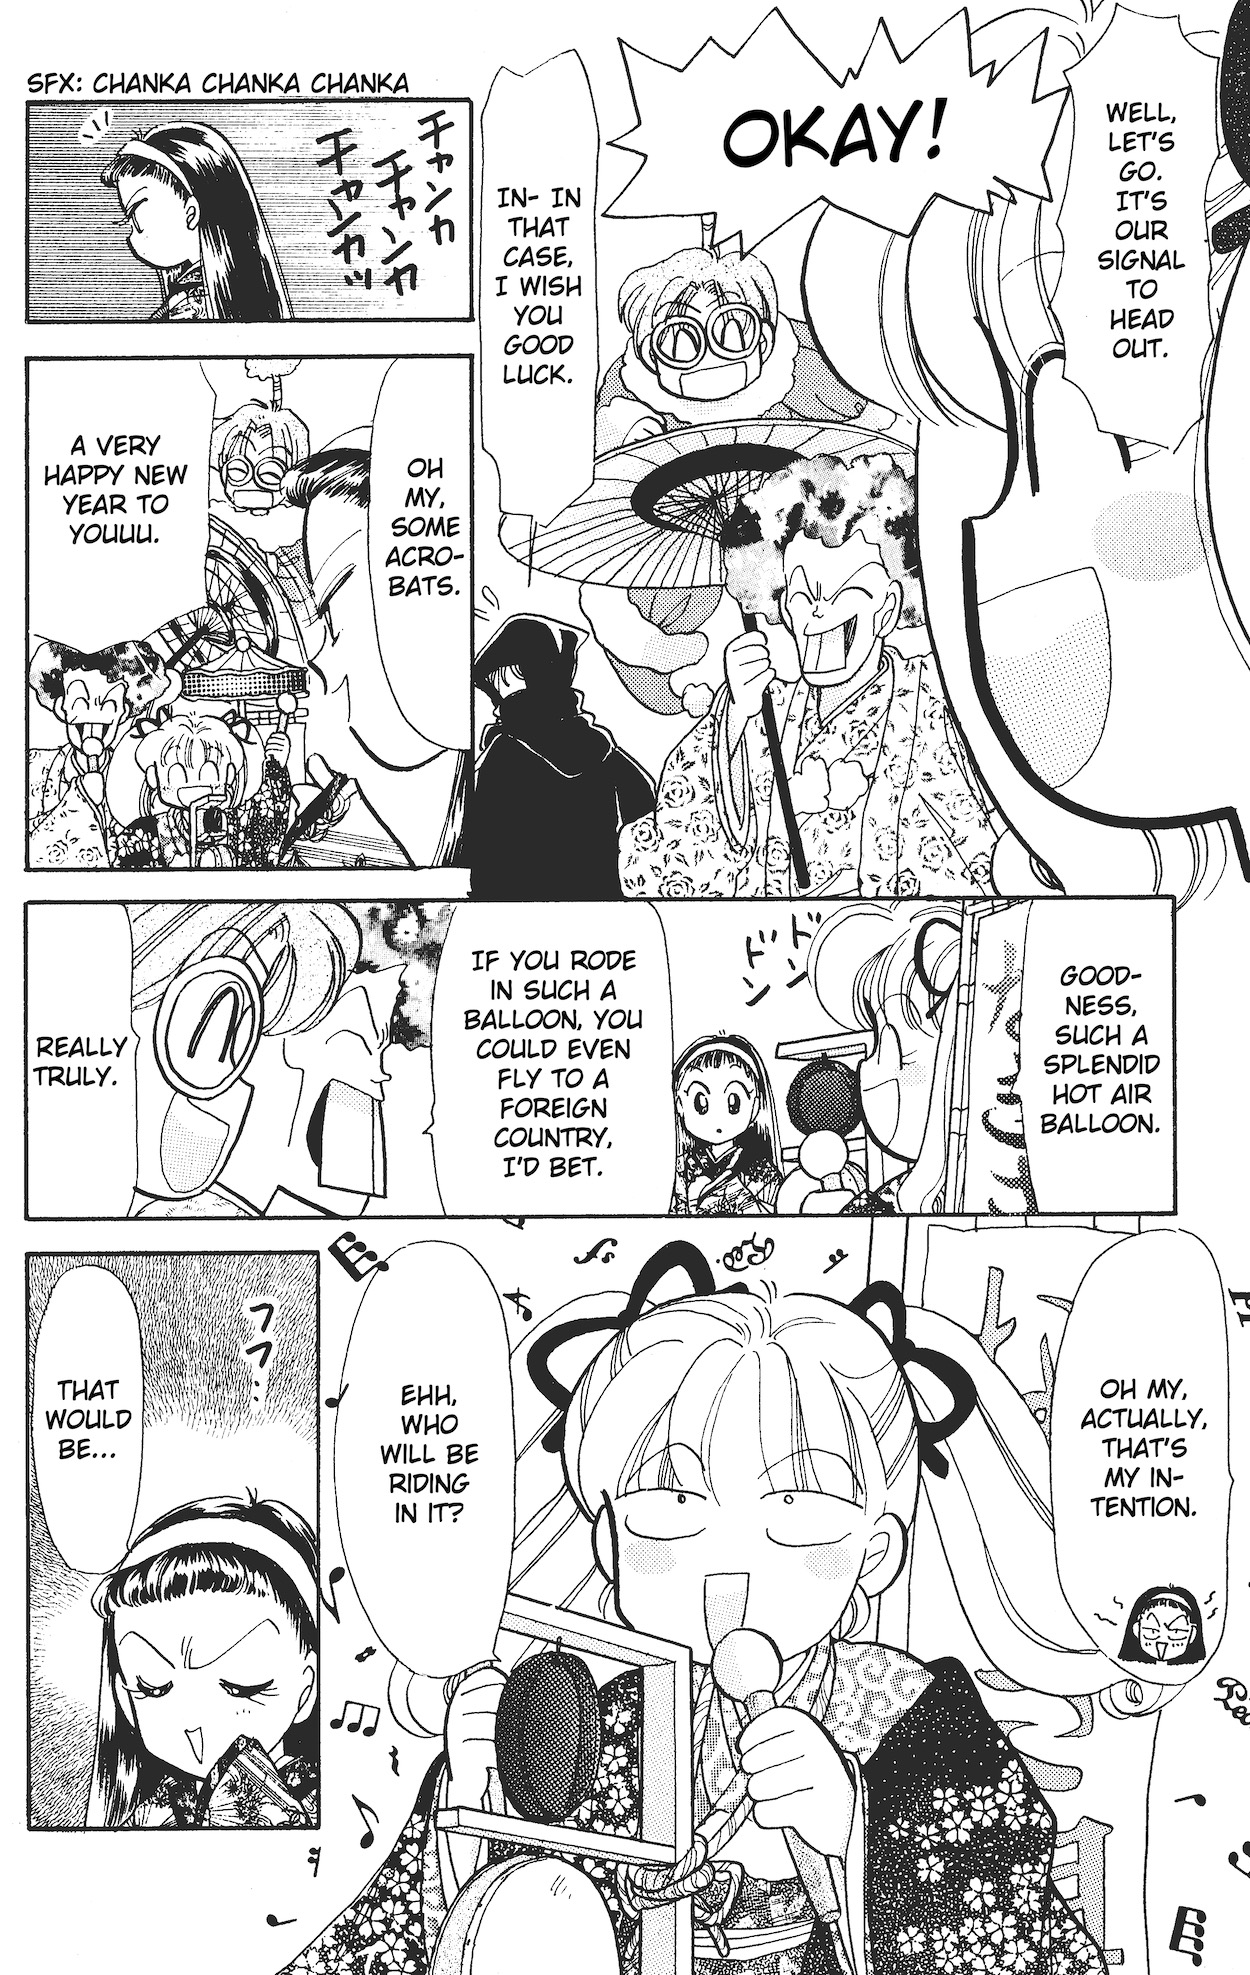 WELL,
LET'S
GO.
IT'S
OUR
SIGNAL
TO
HEAD
OUT.
OKAY!
IN- IN
THAT
CASE,
I WISH
YOU
GOOD
LUCK.
SFX: CHANKA CHANKA CHANKA
チャンカ
チャンカ
チャンカッ
OH
MY,
SOME
ACRO-
BATS.
A VERY
HAPPY NEW
YEAR TO
YOUUU.
GOOD-
NESS,
SUCH A
SPLENDID
HOT AIR
BALLOON.
ドン
ドン
IF YOU RODE
IN SUCH A
BALLOON, YOU
COULD EVEN
FLY TO A
FOREIGN
COUNTRY,
I'D BET.
REALLY
TRULY.
OH MY,
ACTUALLY,
THAT'S
MY IN-
TENTION.
EHH,
WHO
WILL BE
RIDING
IN IT?
フフ…
THAT
WOULD
BE...